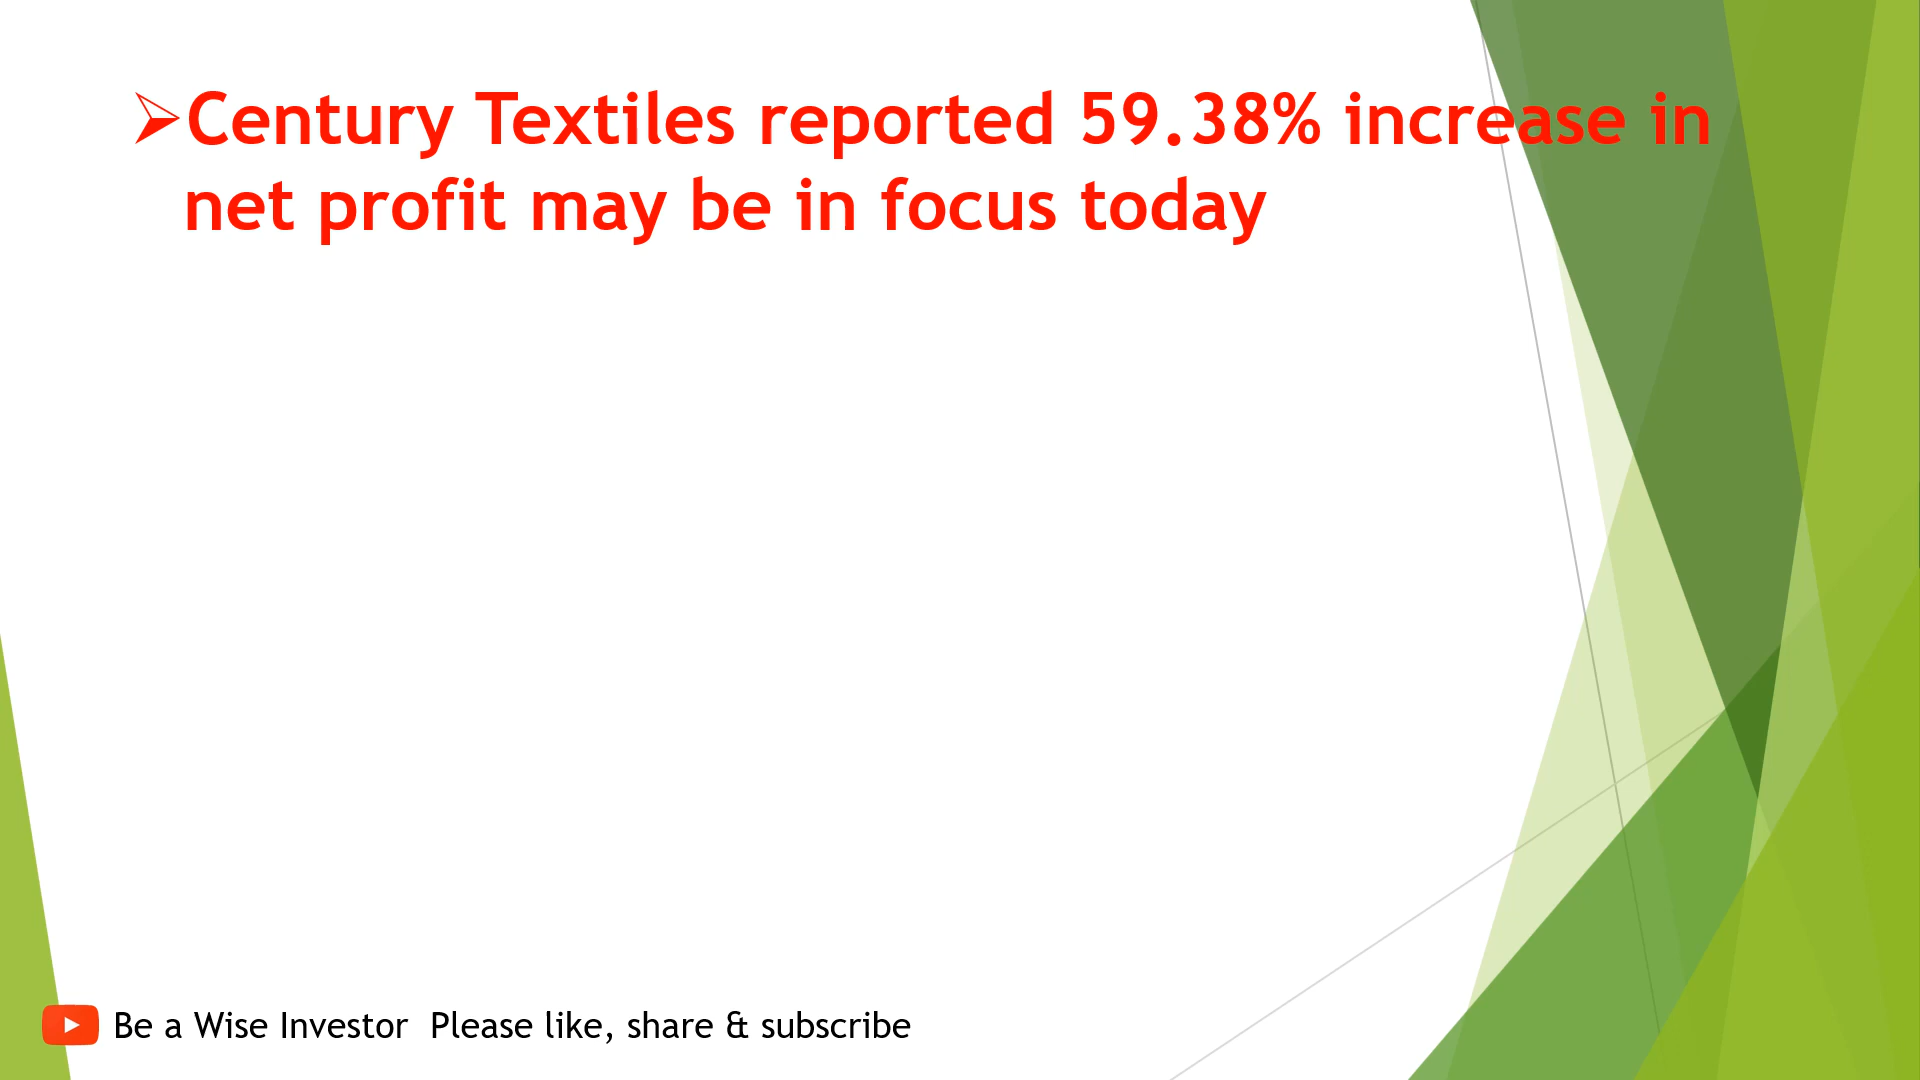 ➢Century Textiles reported 59.38% increase in
net profit may be in focus today
Be a Wise Investor  Please like, share & subscribe